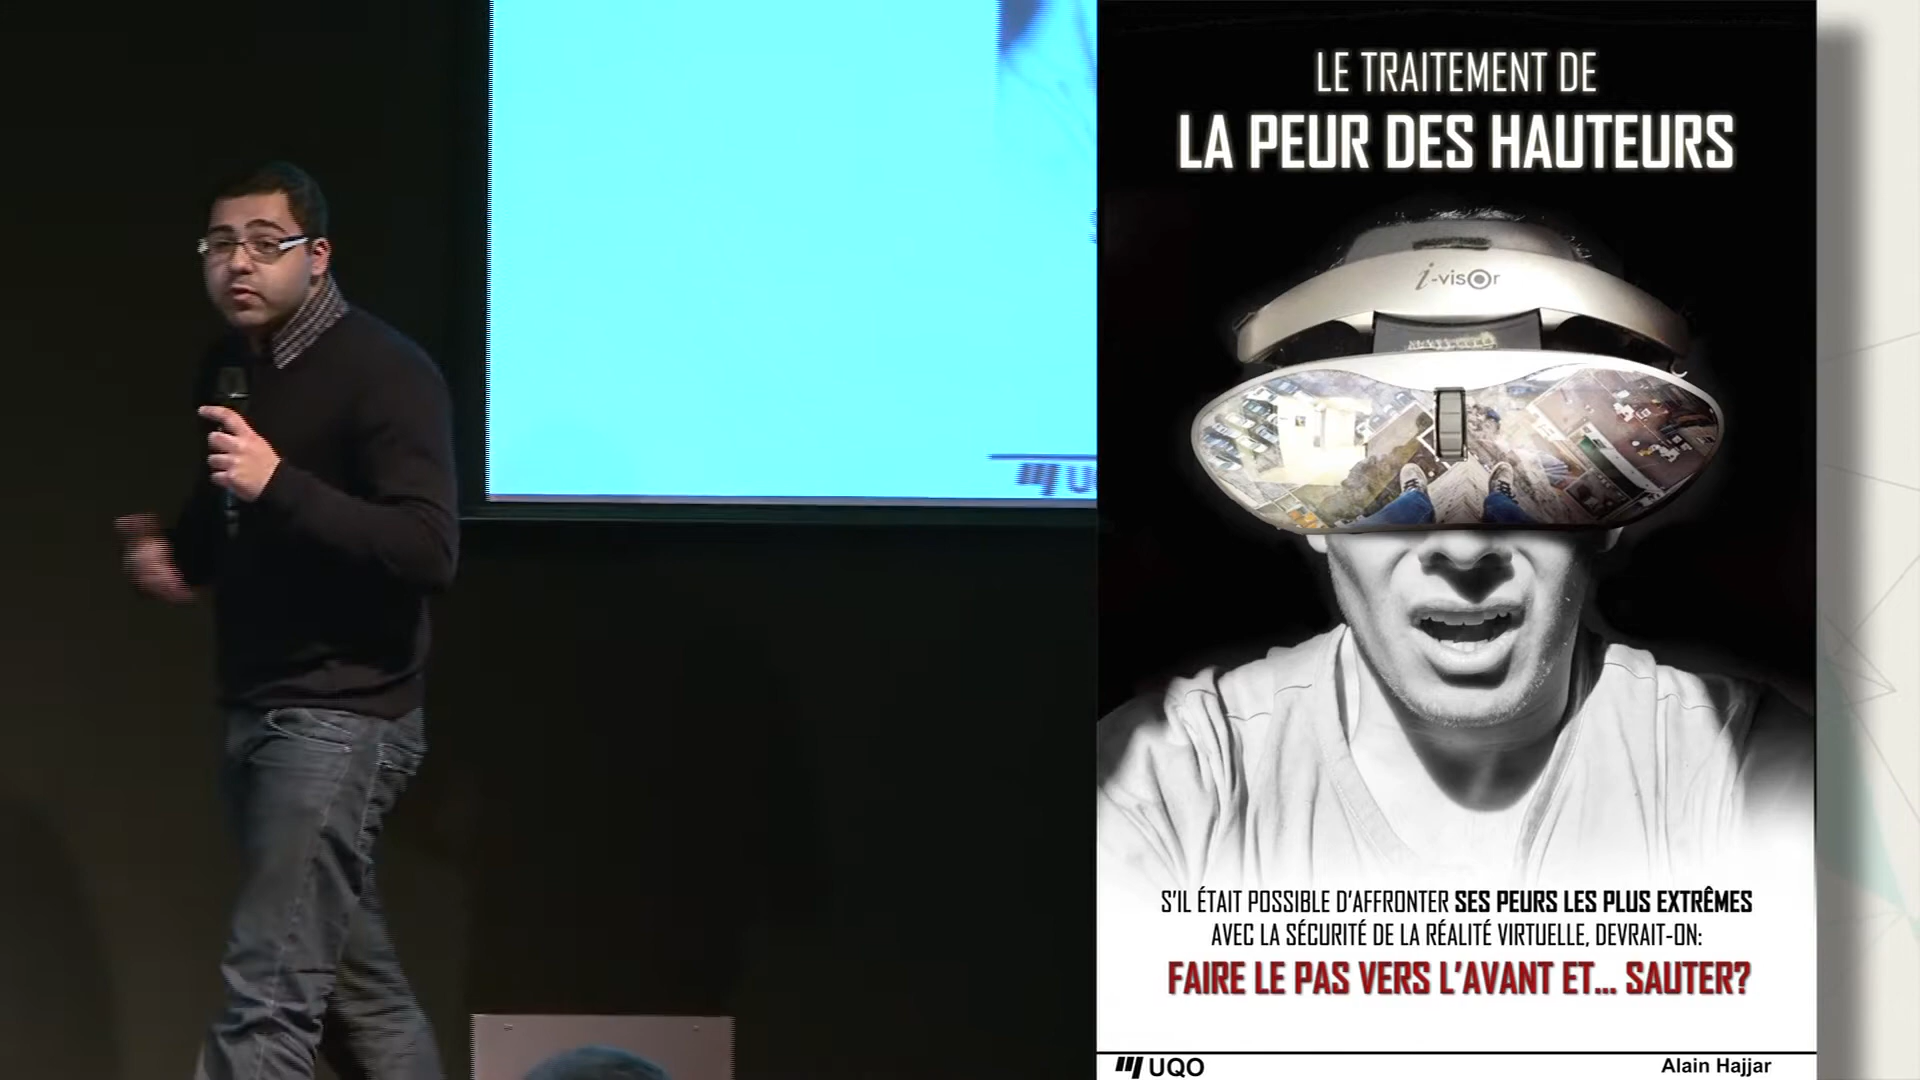 LE TRAITEMENT DE
LA PEUR DES HAUTEURS
i-visor
S'IL ÉTAIT POSSIBLE D'AFFRONTER SES PEURS LES PLUS EXTRÊMES
AVEC LA SÉCURITÉ DE LA RÉALITÉ VIRTUELLE, DEVRAIT-ON:
FAIRE LE PAS VERS L'AVANT ET... SAUTER?
UQO
Alain Hajjar